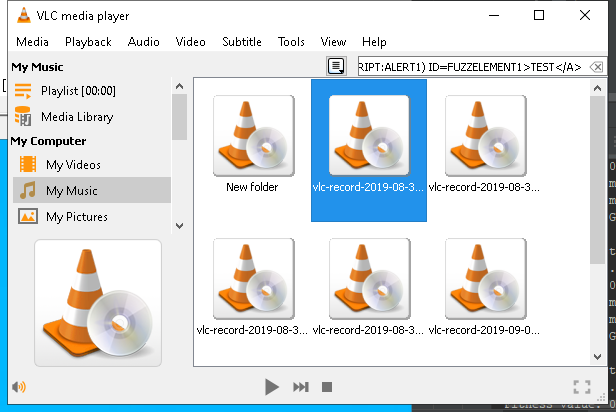 VLC media player
Media Playback Audio Video Subtitle Tools View Help
My Music
RIPT:ALERT1) ID=FUZZELEMENT1>TEST</A>
Playlist [00:00]
Media Library
My Computer
My Videos
My Music
My Pictures
New folder
vlc-record-2019-08-3...
vlc-record-2019-08-3...
vlc-record-2019-08-3...
vlc-record-2019-08-3...
vlc-record-2019-09-0...